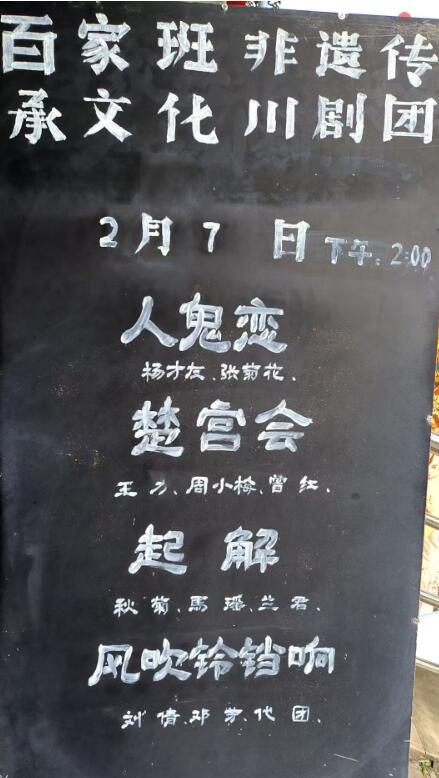 百家班非遗传
承文化川剧团
2月7 日下午:2:00
人鬼恋
杨才友、张菊花、
楚宫会
王力、周小梅、曾红、
起解
秋菊、馬瑶兰君、
风吹铃铛响
刘倩、邓芳、代团、